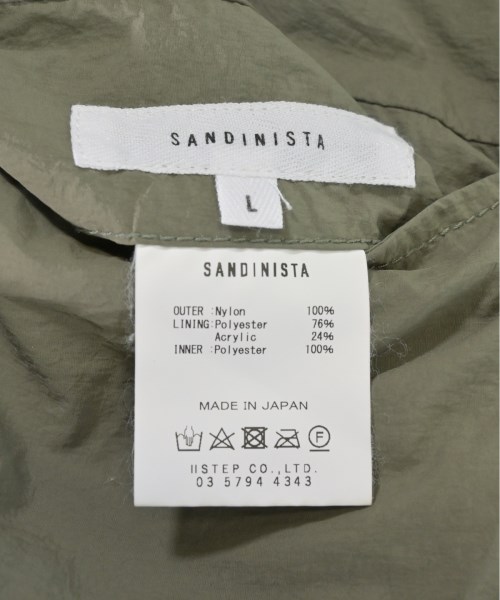 SANDINISTA
L
SANDINISTA
OUTER :Nylon 100%
LINING:Polyester 76%
Acrylic 24%
INNER :Polyester 100%
MADE IN JAPAN
F
IISTEP CO.,LTD.
03 5794 4343